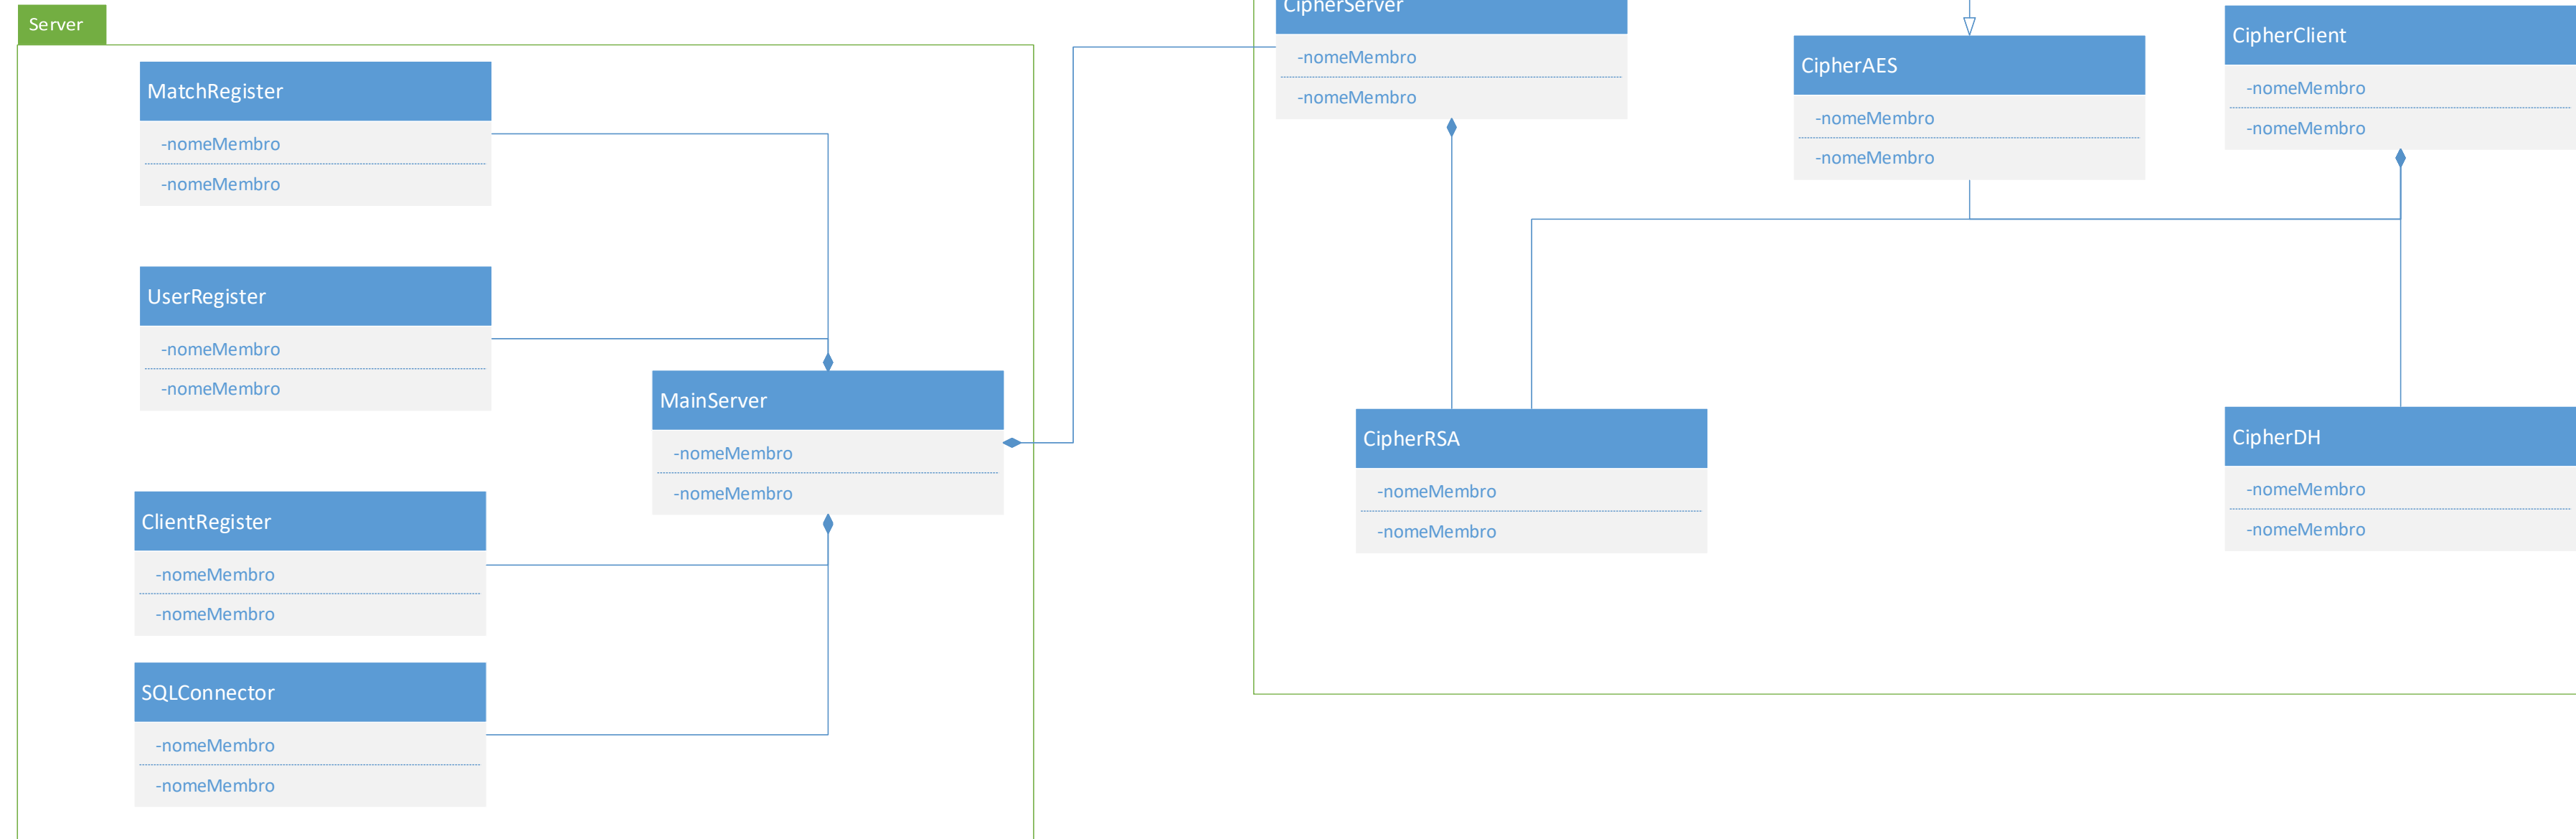 Server
MatchRegister
-nomeMembro
-nomeMembro
UserRegister
-nomeMembro
-nomeMembro
MainServer
-nomeMembro
-nomeMembro
ClientRegister
-nomeMembro
-nomeMembro
SQLConnector
-nomeMembro
-nomeMembro
CipherServer
-nomeMembro
-nomeMembro
CipherAES
-nomeMembro
-nomeMembro
CipherClient
-nomeMembro
-nomeMembro
CipherRSA
-nomeMembro
-nomeMembro
CipherDH
-nomeMembro
-nomeMembro